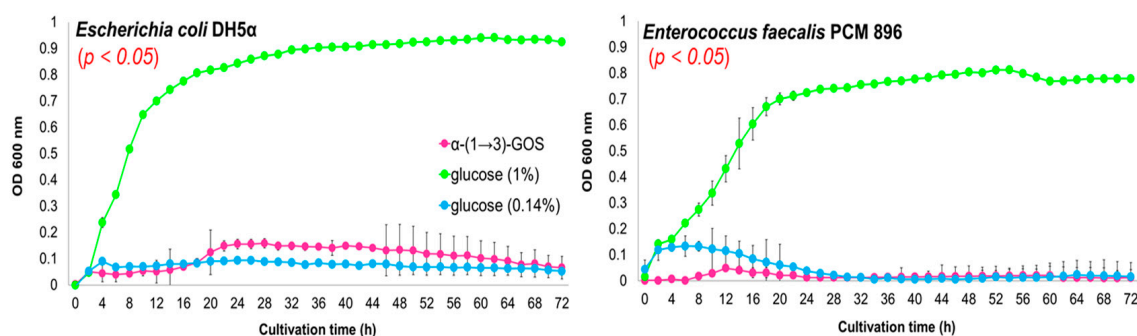 Escherichia coli DH5α
(p < 0.05)
1
0.9
0.8
0.7
0.6
0.5
0.4
0.3
0.2
0.1
0
OD 600 nm
α-(1→3)-GOS
glucose (1%)
glucose (0.14%)
0 4 8 12 16 20 24 28 32 36 40 44 48 52 56 60 64 68 72
Cultivation time (h)
Enterococcus faecalis PCM 896
(p < 0.05)
1
0.9
0.8
0.7
0.6
0.5
0.4
0.3
0.2
0.1
0
OD 600 nm
0 4 8 12 16 20 24 28 32 36 40 44 48 52 56 60 64 68 72
Cultivation time (h)